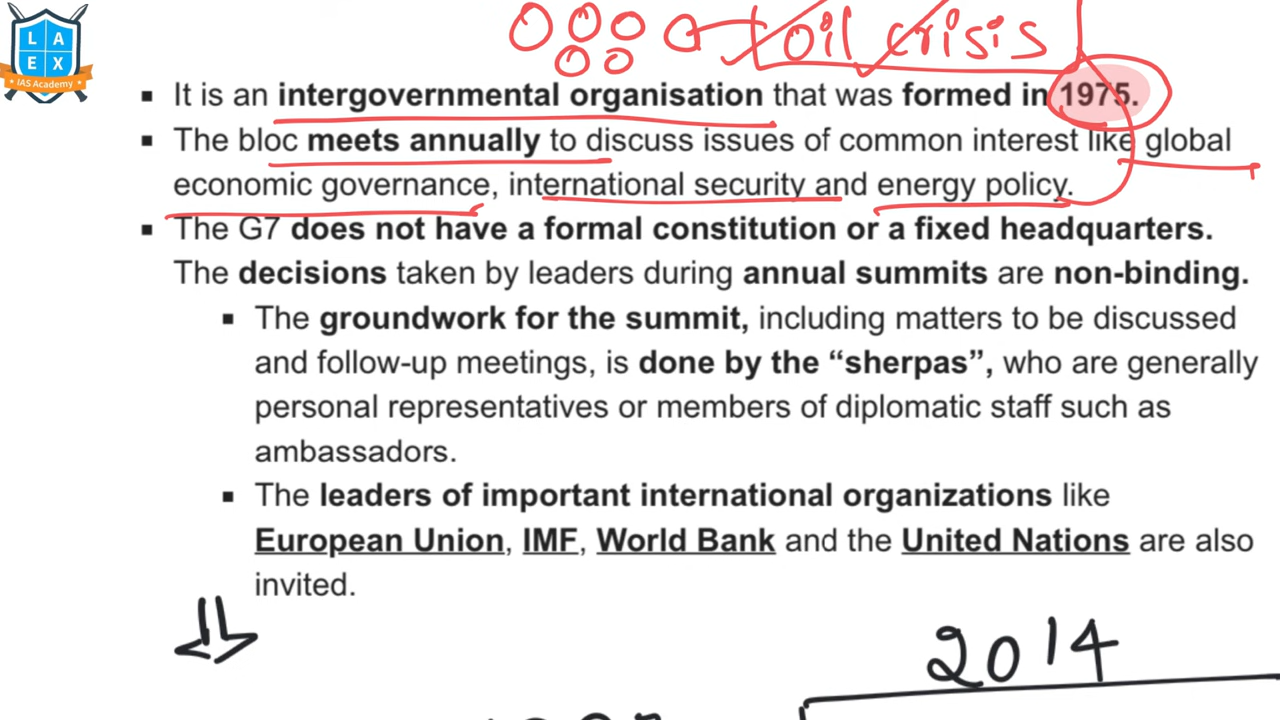 oil crisis
LA
EX
IAS Academy
▪ It is an intergovernmental organisation that was formed in 1975.
▪ The bloc meets annually to discuss issues of common interest like global
economic governance, international security and energy policy.
▪ The G7 does not have a formal constitution or a fixed headquarters.
The decisions taken by leaders during annual summits are non-binding.
▪ The groundwork for the summit, including matters to be discussed
and follow-up meetings, is done by the “sherpas”, who are generally
personal representatives or members of diplomatic staff such as
ambassadors.
▪ The leaders of important international organizations like
European Union, IMF, World Bank and the United Nations are also
invited.
2014